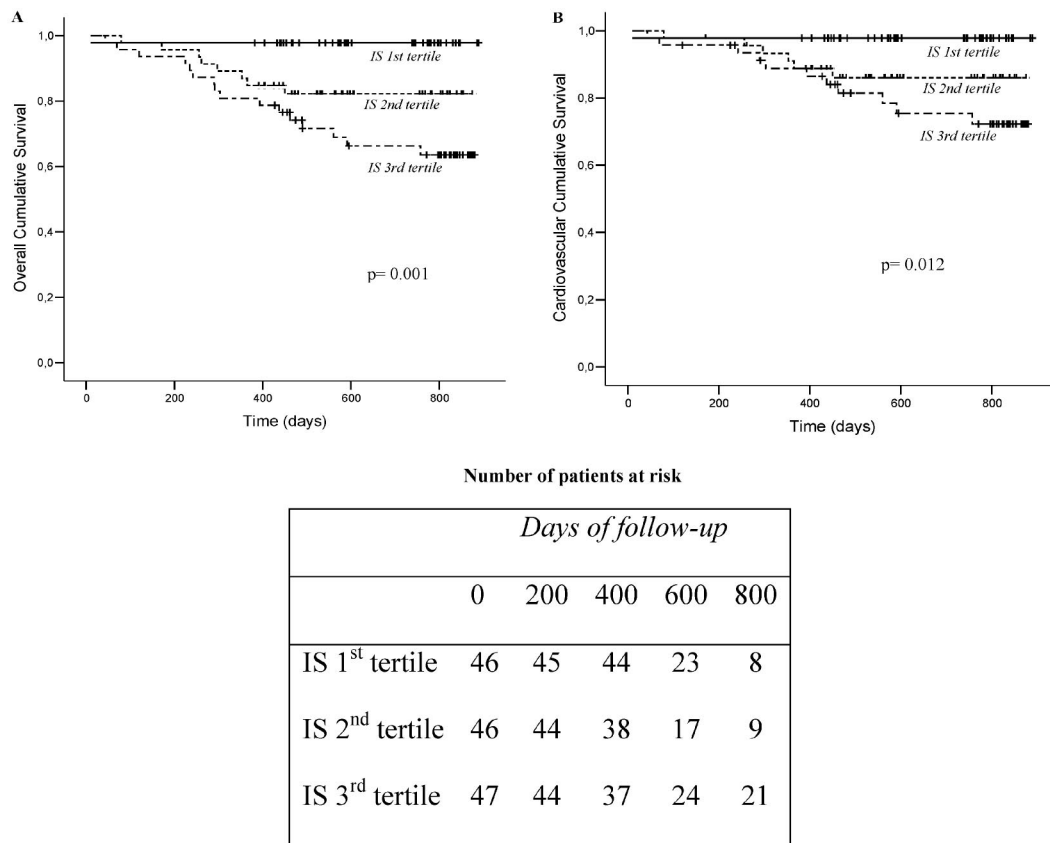 A
Overall Cumulative Survival
1,0
0,8
0,6
0,4
0,2
0,0
IS 1st tertile
IS 2nd tertile
IS 3rd tertile
p= 0.001
0 200 400 600 800
Time (days)
B
Cardiovascular Cumulative Survival
1,0
0,8
0,6
0,4
0,2
0,0
IS 1st tertile
IS 2nd tertile
IS 3rd tertile
p= 0.012
0 200 400 600 800
Time (days)
Number of patients at risk
Days of follow-up
0 200 400 600 800
IS 1st tertile 46 45 44 23 8
IS 2nd tertile 46 44 38 17 9
IS 3rd tertile 47 44 37 24 21